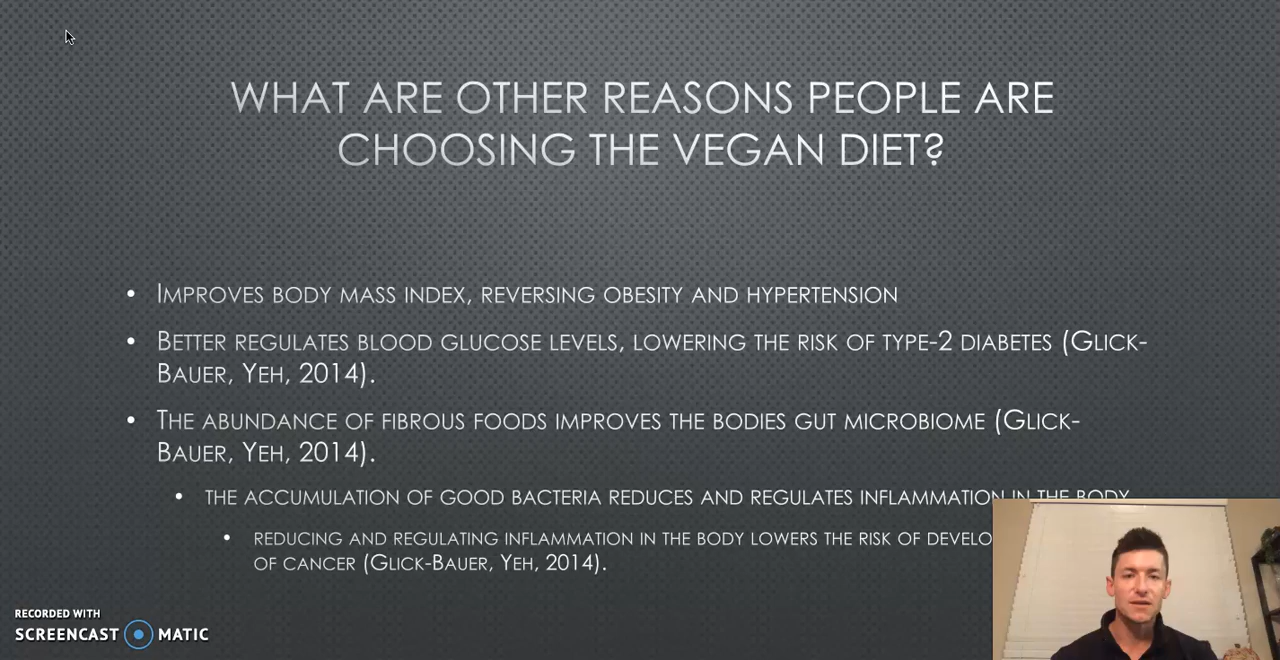 WHAT ARE OTHER REASONS PEOPLE ARE
CHOOSING THE VEGAN DIET?
• IMPROVES BODY MASS INDEX, REVERSING OBESITY AND HYPERTENSION
• BETTER REGULATES BLOOD GLUCOSE LEVELS, LOWERING THE RISK OF TYPE-2 DIABETES (GLICK-
BAUER, YEH, 2014).
• THE ABUNDANCE OF FIBROUS FOODS IMPROVES THE BODIES GUT MICROBIOME (GLICK-
BAUER, YEH, 2014).
• THE ACCUMULATION OF GOOD BACTERIA REDUCES AND REGULATES INFLAMMATION IN THE BODY
• REDUCING AND REGULATING INFLAMMATION IN THE BODY LOWERS THE RISK OF
OF CANCER (GLICK-BAUER, YEH, 2014).
RECORDED WITH
SCREENCAST MATIC